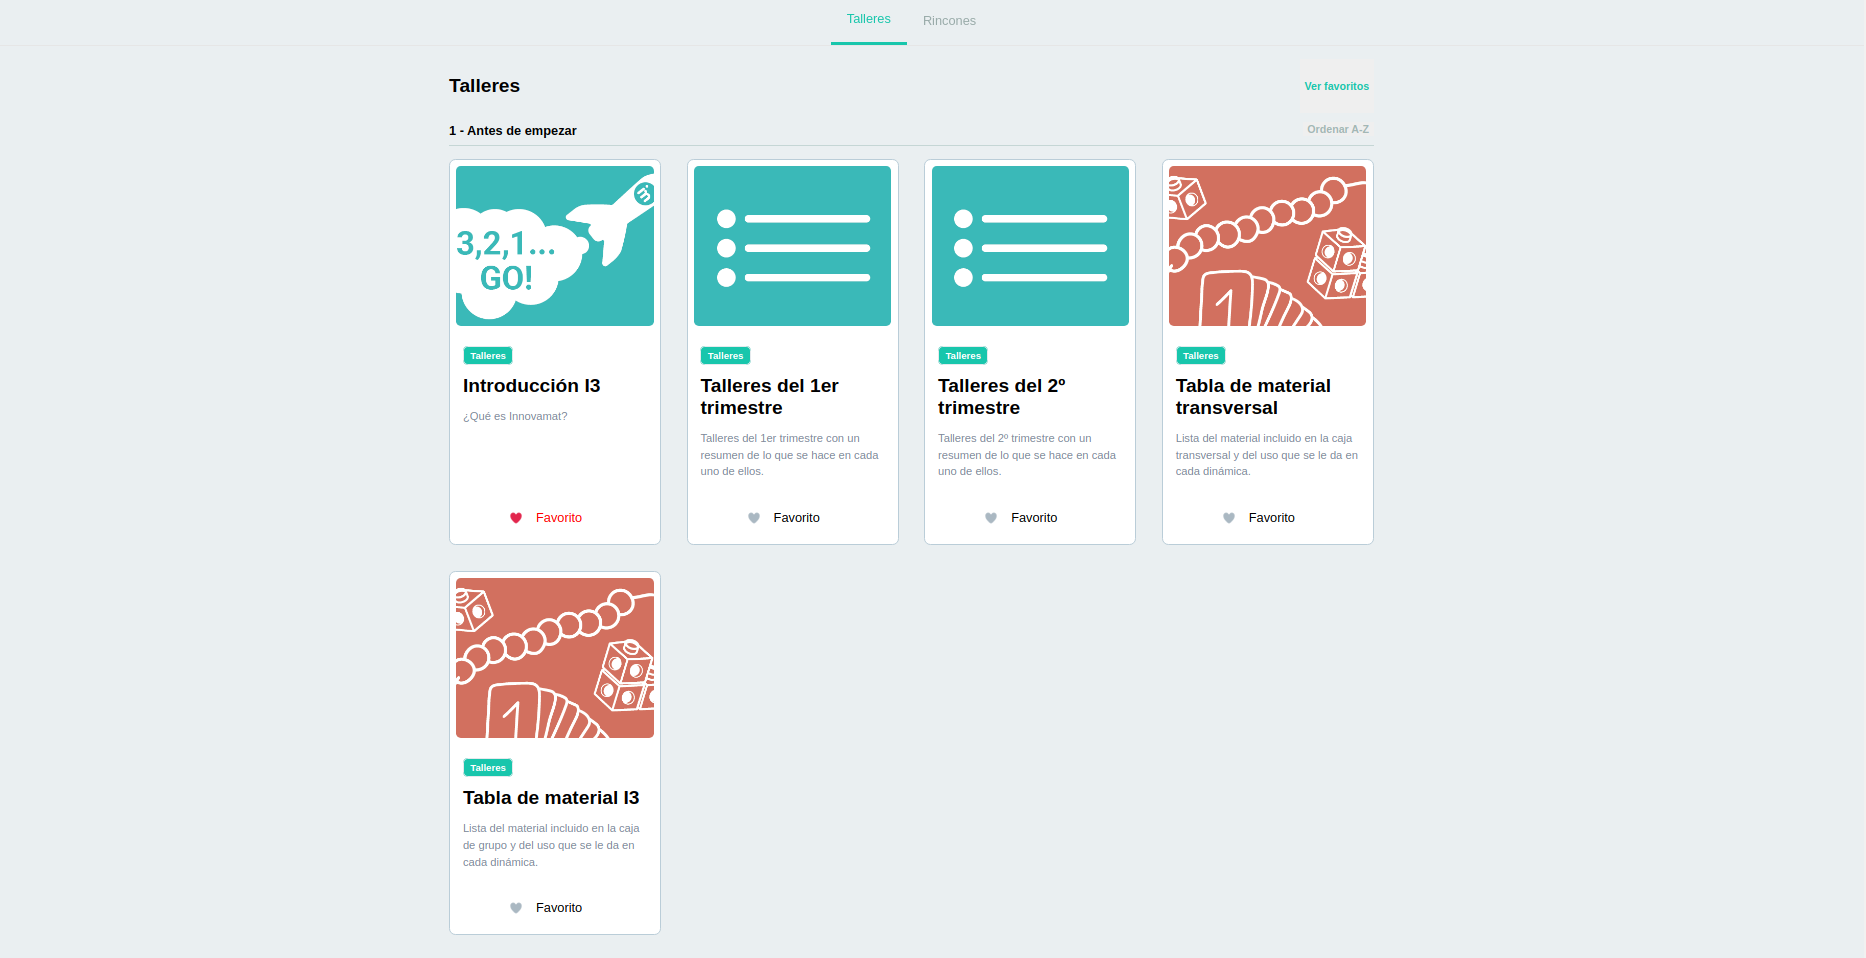 Talleres
Rincones
Talleres
Ver favoritos
1 - Antes de empezar
Ordenar A-Z
3,2,1...
GO!
m
Talleres
Introducción I3
¿Qué es Innovamat?
Favorito
Talleres
Talleres del 1er
trimestre
Talleres del 1er trimestre con un
resumen de lo que se hace en cada
uno de ellos.
Favorito
Talleres
Talleres del 2º
trimestre
Talleres del 2º trimestre con un
resumen de lo que se hace en cada
uno de ellos.
Favorito
1
Talleres
Tabla de material
transversal
Lista del material incluido en la caja
transversal y del uso que se le da en
cada dinámica.
Favorito
1
Talleres
Tabla de material I3
Lista del material incluido en la caja
de grupo y del uso que se le da en
cada dinámica.
Favorito